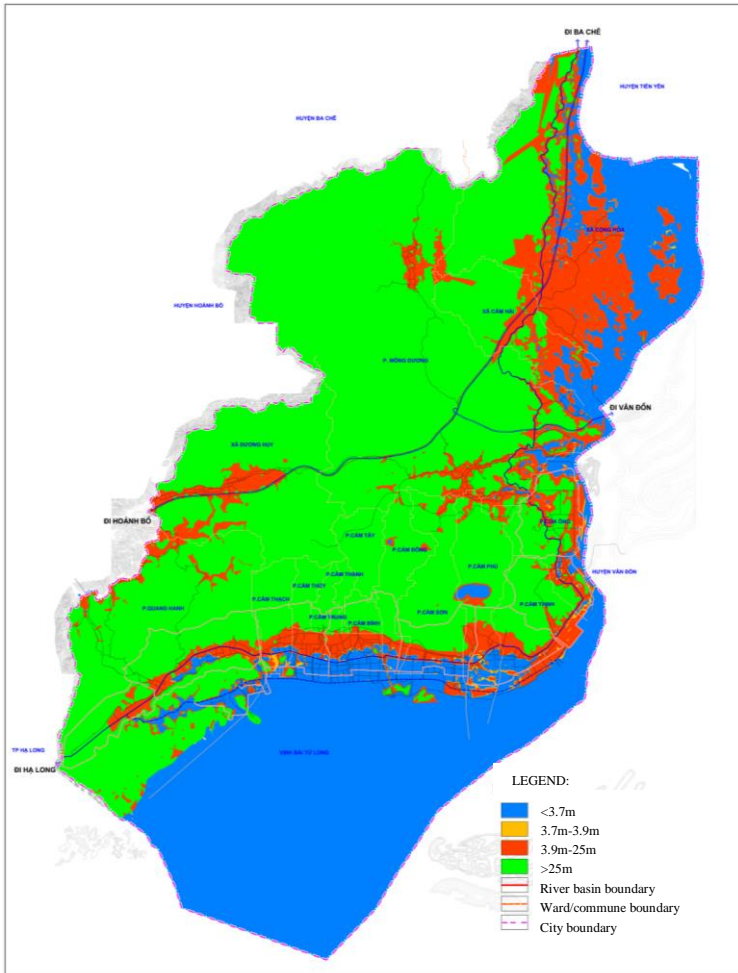 ĐI BA CHẼ
HUYỆN TIÊN YÊN
HUYỆN BA CHẼ
XÃ CỘNG HÒA
HUYỆN HOÀNH BỒ
XÃ CẨM HẢI
P. MÔNG DƯƠNG
ĐI VÂN ĐỒN
XÃ DƯƠNG HUY
ĐI HOÀNH BỒ
P.CẨM TÂY
P.CẨM ĐÔNG
HUYỆN VÂN ĐỒN
P.CẨM THÀNH
P.CẨM PHÚ
P.CẨM THỦY
P.CẨM THẠCH
P.QUANG HANH
P.CẨM TRUNG
P.CẨM BÌNH
P.CẨM SƠN
P.CẨM THỊNH
TP HẠ LONG
VỊNH BÁI TỬ LONG
ĐI HẠ LONG
LEGEND:
<3.7m
3.7m-3.9m
3.9m-25m
>25m
River basin boundary
Ward/commune boundary
City boundary